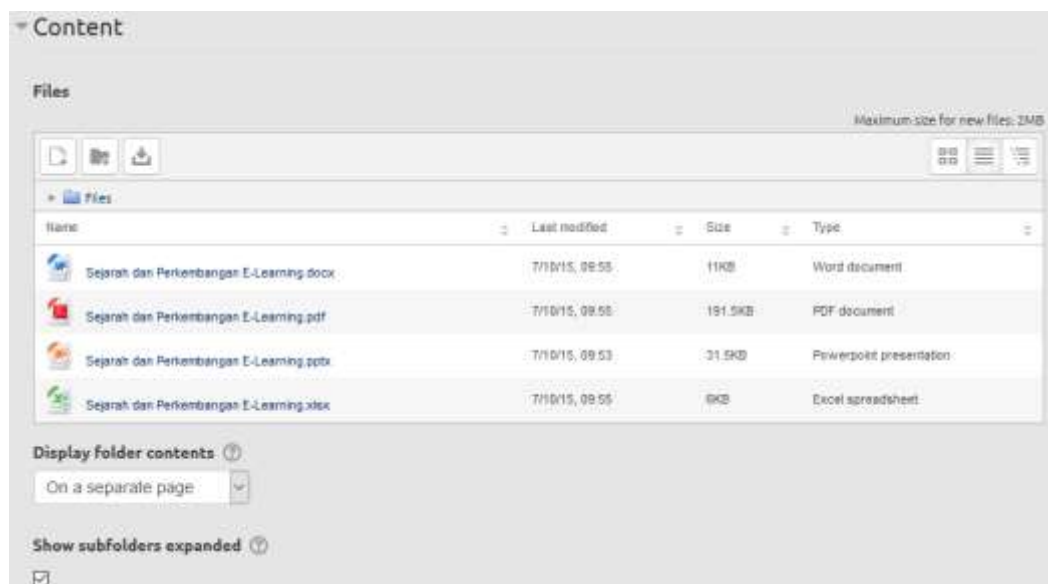 Content
Files
Maximum size for new files: 2MB
Files
Name Last modified Size Type
Sejarah dan Perkembangan E-Learning.docx 7/10/15, 09:55 11KB Word document
Sejarah dan Perkembangan E-Learning.pdf 7/10/15, 09:55 191.5KB PDF document
Sejarah dan Perkembangan E-Learning.pptx 7/10/15, 09:53 31.5KB Powerpoint presentation
Sejarah dan Perkembangan E-Learning.xlsx 7/10/15, 09:55 6KB Excel spreadsheet
Display folder contents
On a separate page
Show subfolders expanded